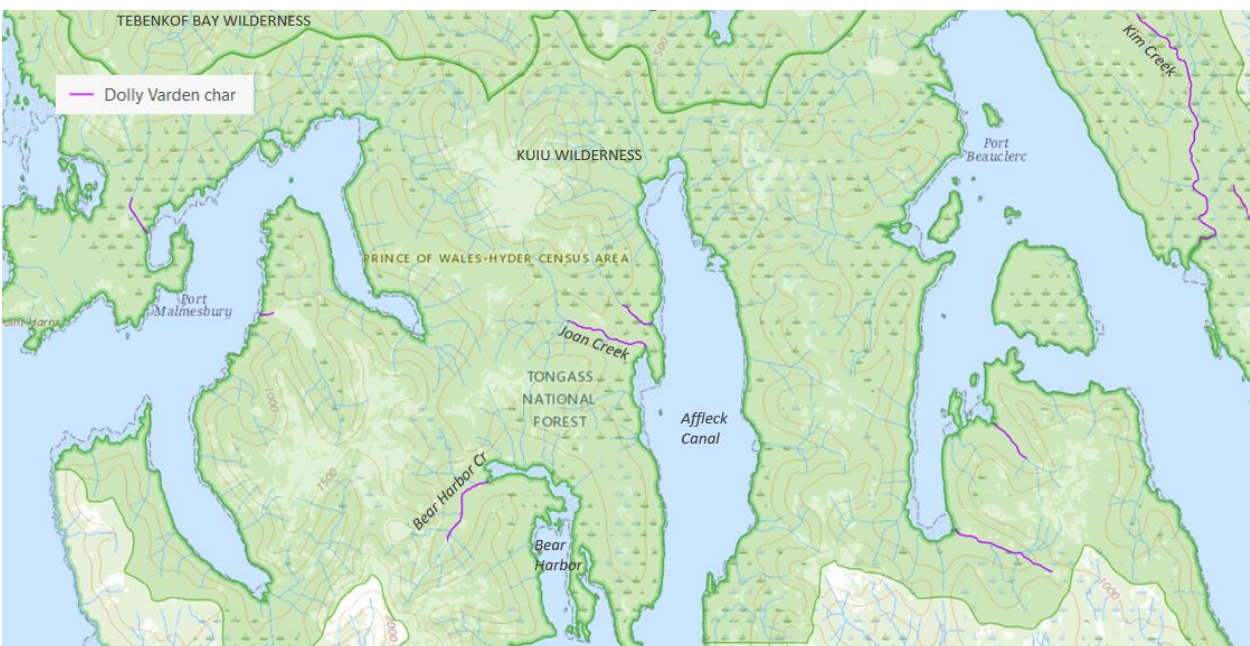 TEBENKOF BAY WILDERNESS
500
Kim Creek
Dolly Varden char
KUIU WILDERNESS
Port
Beauclerc
PRINCE OF WALES-HYDER CENSUS AREA
Port
Malmesbury
Joan Creek
TONGASS
NATIONAL
FOREST
1000
Affleck
Canal
1500
Bear Harbor Cr
Bear
Harbor
1000
2000